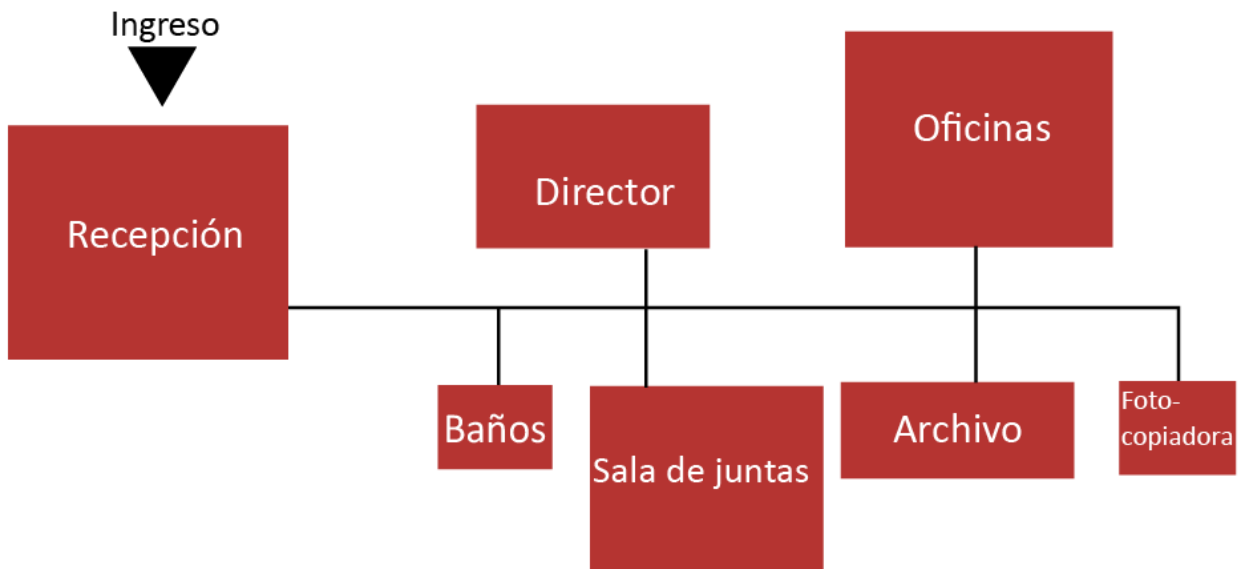 Ingreso
Recepción
Director
Oficinas
Baños
Sala de juntas
Archivo
Foto-
copiadora